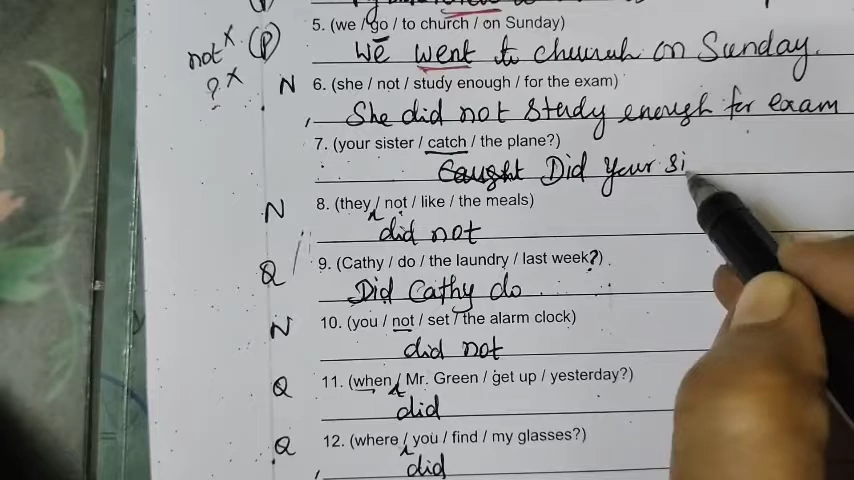 5. (we / go / to church / on Sunday)
not x (P)
We went to church on Sunday.
? x
N 6. (she / not / study enough / for the exam)
She did not study enough for exam
7. (your sister / catch / the plane?)
Caught Did your si
N 8. (they / not / like / the meals)
did not
Q 9. (Cathy / do / the laundry / last week?)
Did Cathy do
N 10. (you / not / set / the alarm clock)
did not
Q 11. (when / Mr. Green / get up / yesterday?)
did
Q 12. (where / you / find / my glasses?)
did